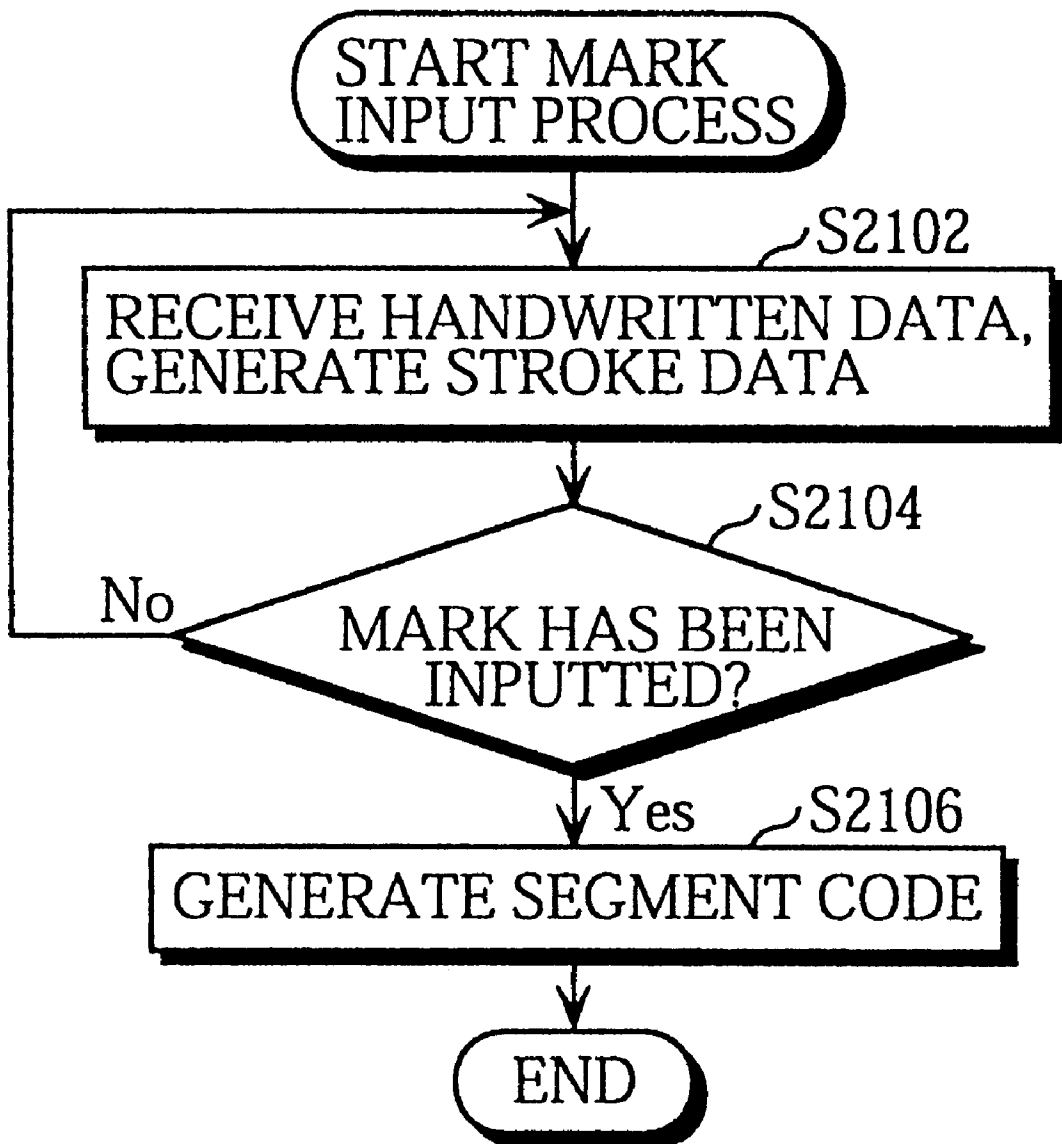 START MARK
INPUT PROCESS
S2102
RECEIVE HANDWRITTEN DATA,
GENERATE STROKE DATA
S2104
No
MARK HAS BEEN
INPUTTED?
Yes
S2106
GENERATE SEGMENT CODE
END